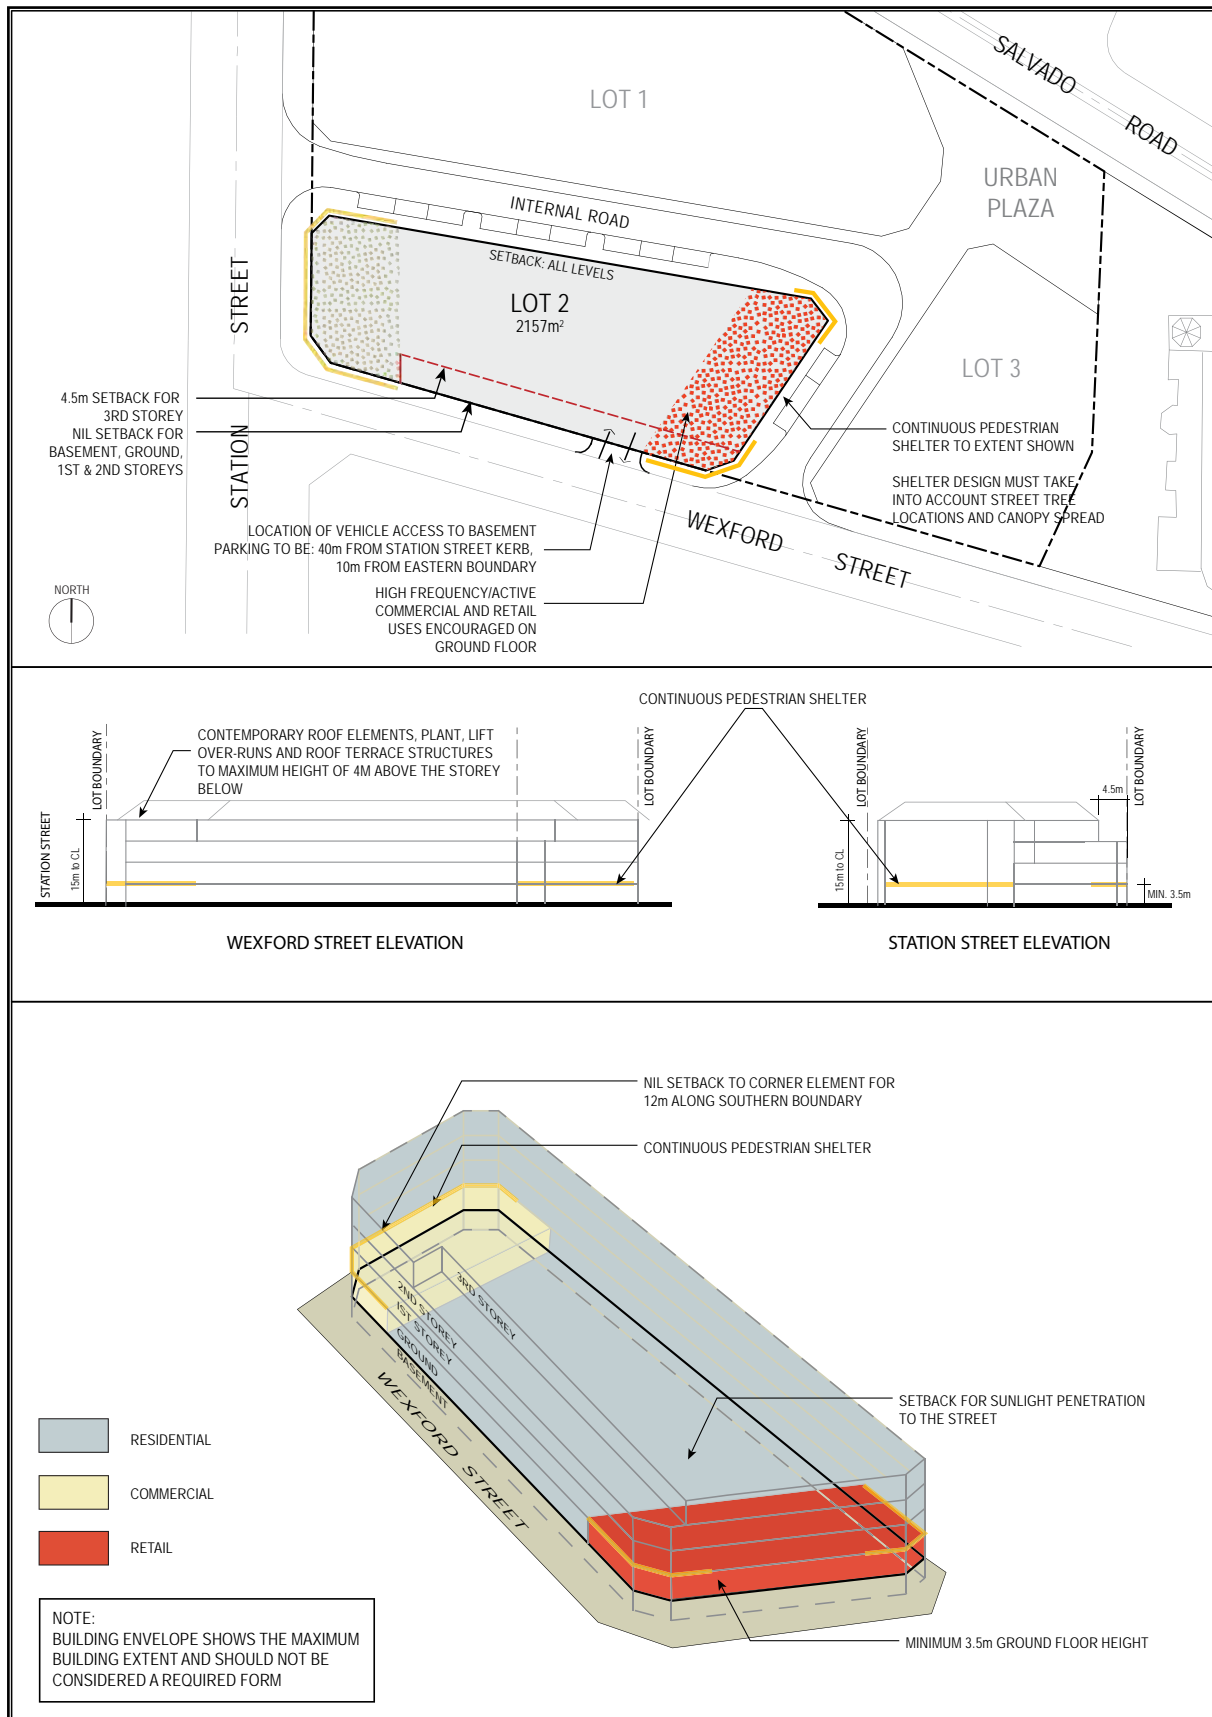 LOT 1
SALVADO ROAD
URBAN
PLAZA
INTERNAL ROAD
SETBACK: ALL LEVELS
LOT 2
2157m²
LOT 3
STATION STREET
4.5m SETBACK FOR
3RD STOREY
NIL SETBACK FOR
BASEMENT, GROUND,
1ST & 2ND STOREYS
CONTINUOUS PEDESTRIAN
SHELTER TO EXTENT SHOWN
SHELTER DESIGN MUST TAKE
INTO ACCOUNT STREET TREE
LOCATIONS AND CANOPY SPREAD
WEXFORD STREET
LOCATION OF VEHICLE ACCESS TO BASEMENT
PARKING TO BE: 40m FROM STATION STREET KERB,
10m FROM EASTERN BOUNDARY
HIGH FREQUENCY/ACTIVE
COMMERCIAL AND RETAIL
USES ENCOURAGED ON
GROUND FLOOR
NORTH
CONTINUOUS PEDESTRIAN SHELTER
LOT BOUNDARY
CONTEMPORARY ROOF ELEMENTS, PLANT, LIFT
OVER-RUNS AND ROOF TERRACE STRUCTURES
TO MAXIMUM HEIGHT OF 4M ABOVE THE STOREY
BELOW
LOT BOUNDARY
STATION STREET
15m to CL
WEXFORD STREET ELEVATION
LOT BOUNDARY
LOT BOUNDARY
4.5m
15m to CL
MIN. 3.5m
STATION STREET ELEVATION
NIL SETBACK TO CORNER ELEMENT FOR
12m ALONG SOUTHERN BOUNDARY
CONTINUOUS PEDESTRIAN SHELTER
3RD STOREY
2ND STOREY
IST STOREY
GROUND
BASEMENT
WEXFORD STREET
SETBACK FOR SUNLIGHT PENETRATION
TO THE STREET
RESIDENTIAL
COMMERCIAL
RETAIL
MINIMUM 3.5m GROUND FLOOR HEIGHT
NOTE:
BUILDING ENVELOPE SHOWS THE MAXIMUM
BUILDING EXTENT AND SHOULD NOT BE
CONSIDERED A REQUIRED FORM